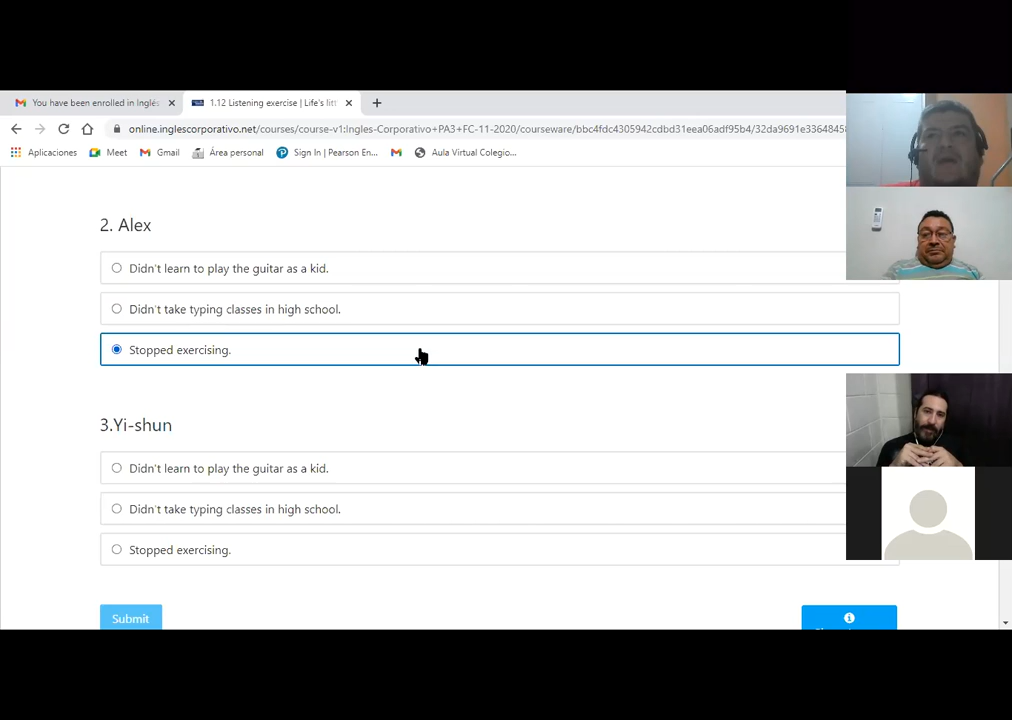 You have been enrolled in Inglés
1.12 Listening exercise | Life's litt
online.inglescorporativo.net/courses/course-v1:Ingles-Corporativo+PA3+FC-11-2020/courseware/bbc4fdc4305942cdbd31eea06adf95b4/32da9691e3364845
Aplicaciones
Meet
Gmail
Área personal
Sign In | Pearson En...
Aula Virtual Colegio...
2. Alex
Didn't learn to play the guitar as a kid.
Didn't take typing classes in high school.
Stopped exercising.
3.Yi-shun
Didn't learn to play the guitar as a kid.
Didn't take typing classes in high school.
Stopped exercising.
Submit